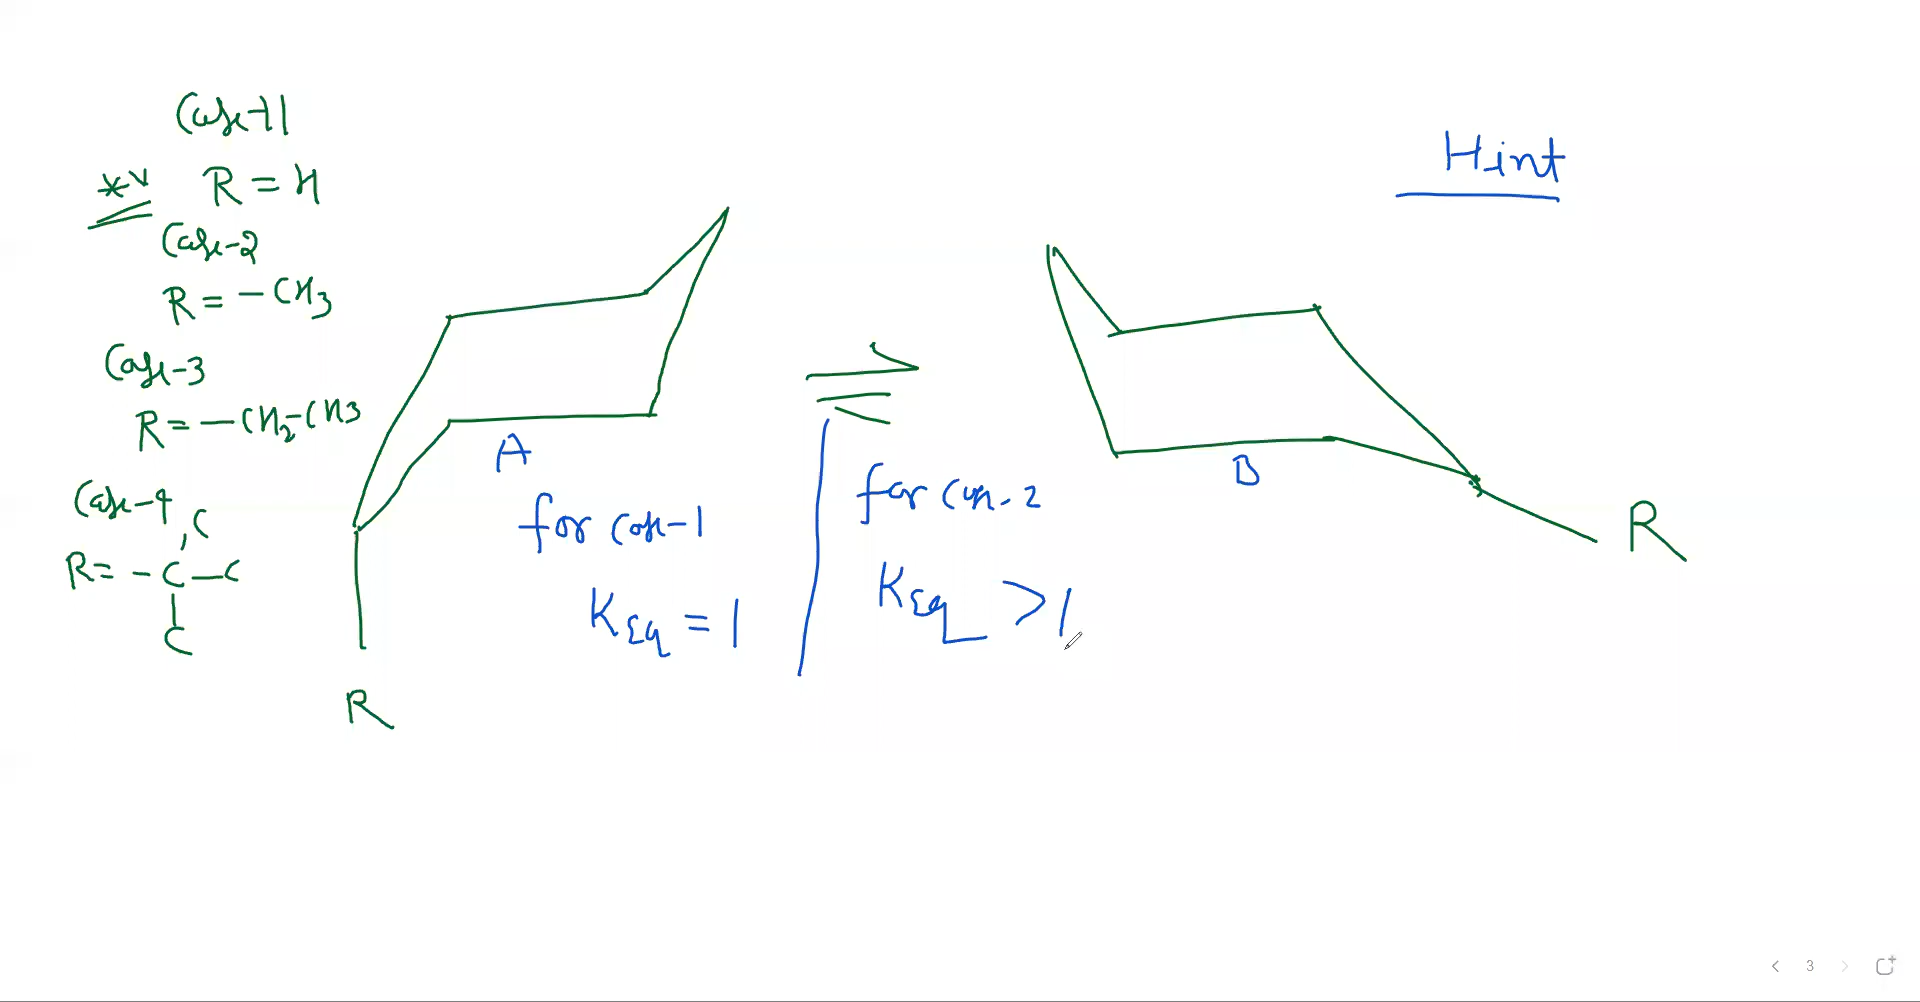 Case-1
R = H
Case-2
R = -CH3
Case-3
R = -CH2-CH3
Case-4
C
R = -C-C
C
R
A
for case-1
KEq = 1
for case-2
KEq > 1
Hint
B
R
3